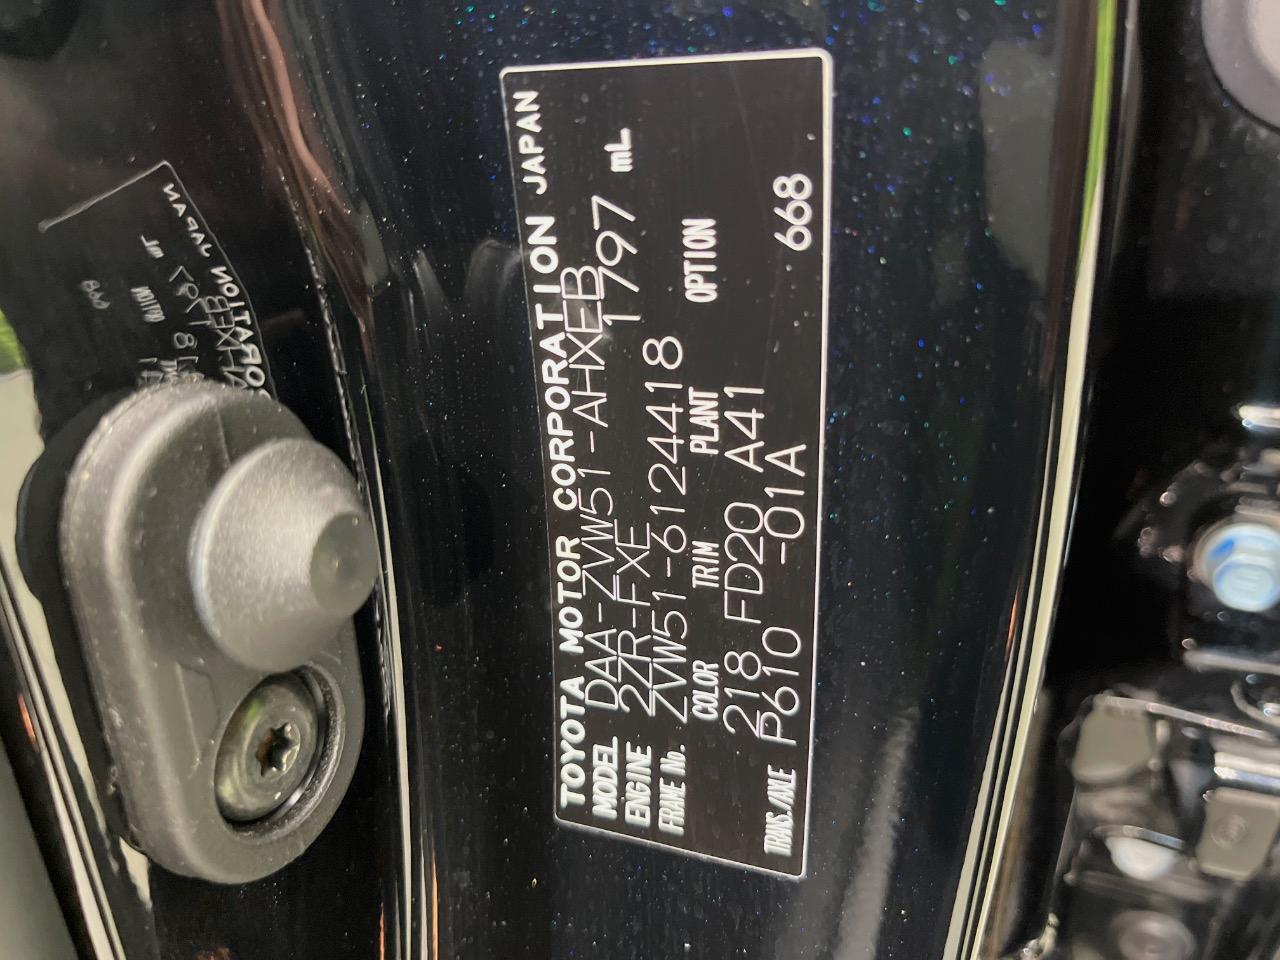 TOYOTA MOTOR CORPORATION JAPAN
MODEL DAA-ZVW51-AHXEB
ENGINE 2ZR-FXE 1797 mL
FRAME No. ZVW51-6124418
COLOR TRIM PLANT OPTION
218 FD20 A41
TRANS./AXLE P610 -01A 668